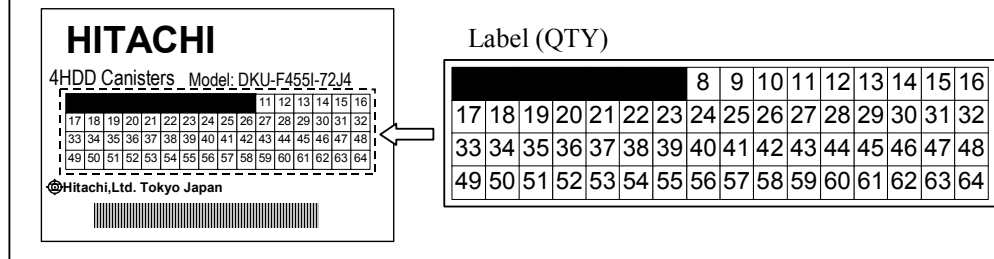 HITACHI
4HDD Canisters Model: DKU-F455I-72J4
11 12 13 14 15 16
17 18 19 20 21 22 23 24 25 26 27 28 29 30 31 32
33 34 35 36 37 38 39 40 41 42 43 44 45 46 47 48
49 50 51 52 53 54 55 56 57 58 59 60 61 62 63 64
Hitachi,Ltd. Tokyo Japan
Label (QTY)
8 9 10 11 12 13 14 15 16
17 18 19 20 21 22 23 24 25 26 27 28 29 30 31 32
33 34 35 36 37 38 39 40 41 42 43 44 45 46 47 48
49 50 51 52 53 54 55 56 57 58 59 60 61 62 63 64